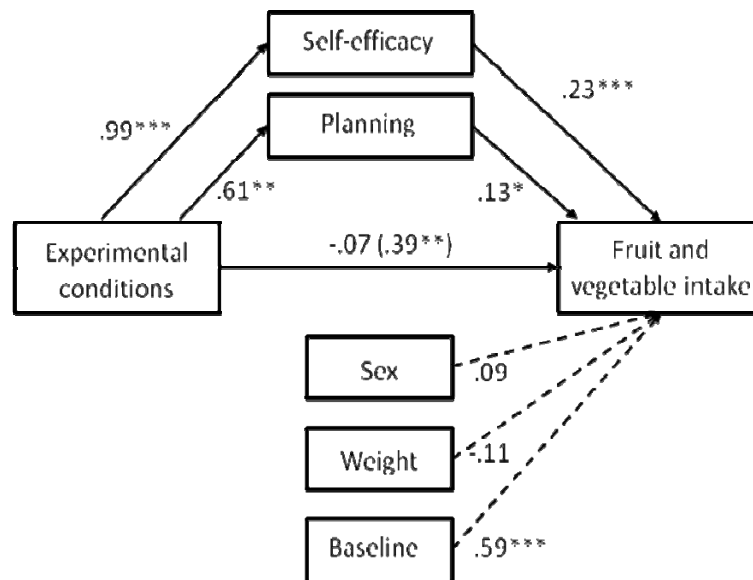 Self-efficacy
.99***
.23***
Planning
.61**
.13*
Experimental
conditions
-.07 (.39**)
Fruit and
vegetable intake
Sex
.09
Weight
-.11
Baseline
.59***